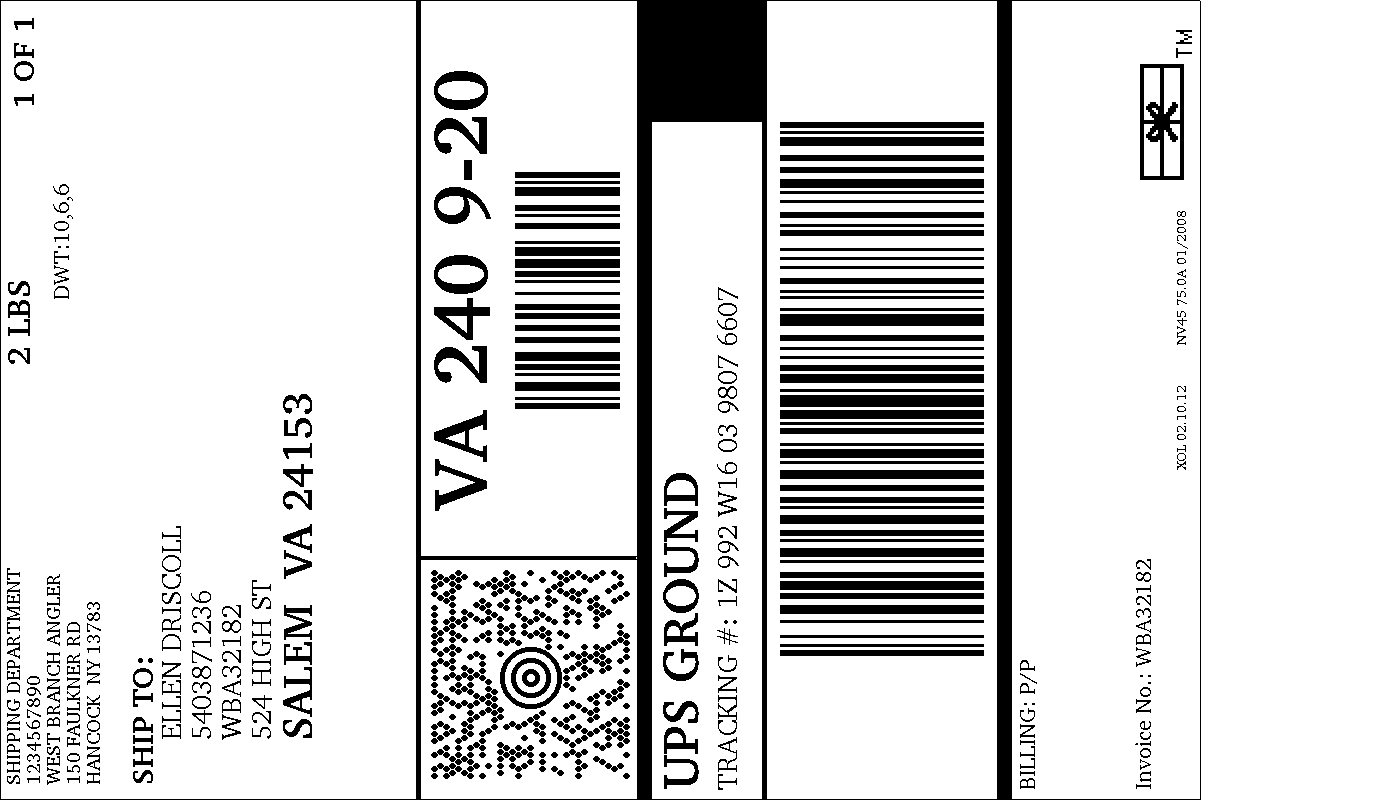 SHIPPING DEPARTMENT
1234567890
WEST BRANCH ANGLER
150 FAULKNER RD
HANCOCK NY 13783
2 LBS
1 OF 1
DWT:10,6,6
SHIP TO:
ELLEN DRISCOLL
5403871236
WBA32182
524 HIGH ST
SALEM VA 24153
VA 240 9-20
UPS GROUND
TRACKING #: 1Z 992 W16 03 9807 6607
BILLING: P/P
Invoice No.: WBA32182
XOL 02.10.12 NV45 75.0A 01/2008
TM